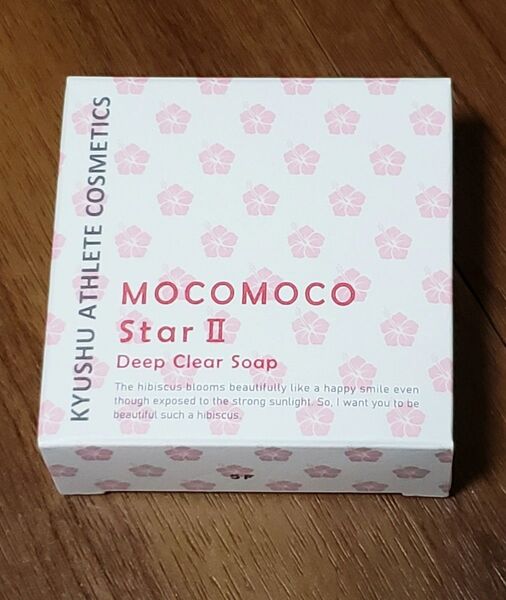 KYUSHU ATHLETE COSMETICS
MOCOMOCO
Star II
Deep Clear Soap
The hibiscus blooms beautifully like a happy smile even
though exposed to the strong sunlight. So, I want you to be
beautiful such a hibiscus.